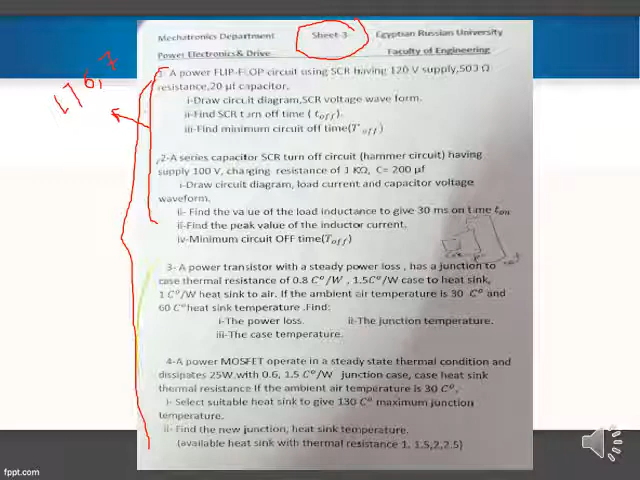 Mechatronics Department Sheet-3 Egyptian Russian University
Power Electronics& Drive Faculty of Engineering
1- A power FLIP-FLOP circuit using SCR having 120 V supply,503 Ω
resistance,20 μf capacitor.
i-Draw circuit diagram,SCR voltage wave form.
ii-Find SCR turn off time ( toff).
iii-Find minimum circuit off time(T*off)
2-A series capacitor SCR turn off circuit (hammer circuit) having
supply 100 V, charging resistance of 1 KΩ, C= 200 μf
i-Draw circuit diagram, load current and capacitor voltage
waveform.
ii- Find the value of the load inductance to give 30 ms on time ton
ii-Find the peak value of the inductor current.
iv-Minimum circuit OFF time(Toff)
3- A power transistor with a steady power loss, has a junction to
case thermal resistance of 0.8 C°/W, 1.5C°/W case to heat sink,
1 C°/W heat sink to air. If the ambient air temperature is 30 C° and
60 C°heat sink temperature .Find:
i-The power loss. ii-The junction temperature.
iii-The case temperature.
4-A power MOSFET operate in a steady state thermal condition and
dissipates 25W with 0.6, 1.5 C°/W junction case, case heat sink
thermal resistance If the ambient air temperature is 30 C°,
i- Select suitable heat sink to give 130 C° maximum junction
temperature.
ii- Find the new junction, heat sink temperature.
(available heat sink with thermal resistance 1, 1.5,2,2.5)
fppt.com